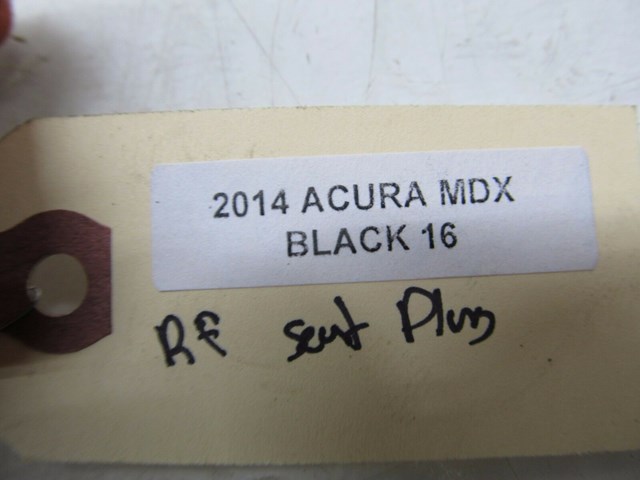 2014 ACURA MDX
BLACK 16
RF seat Plug